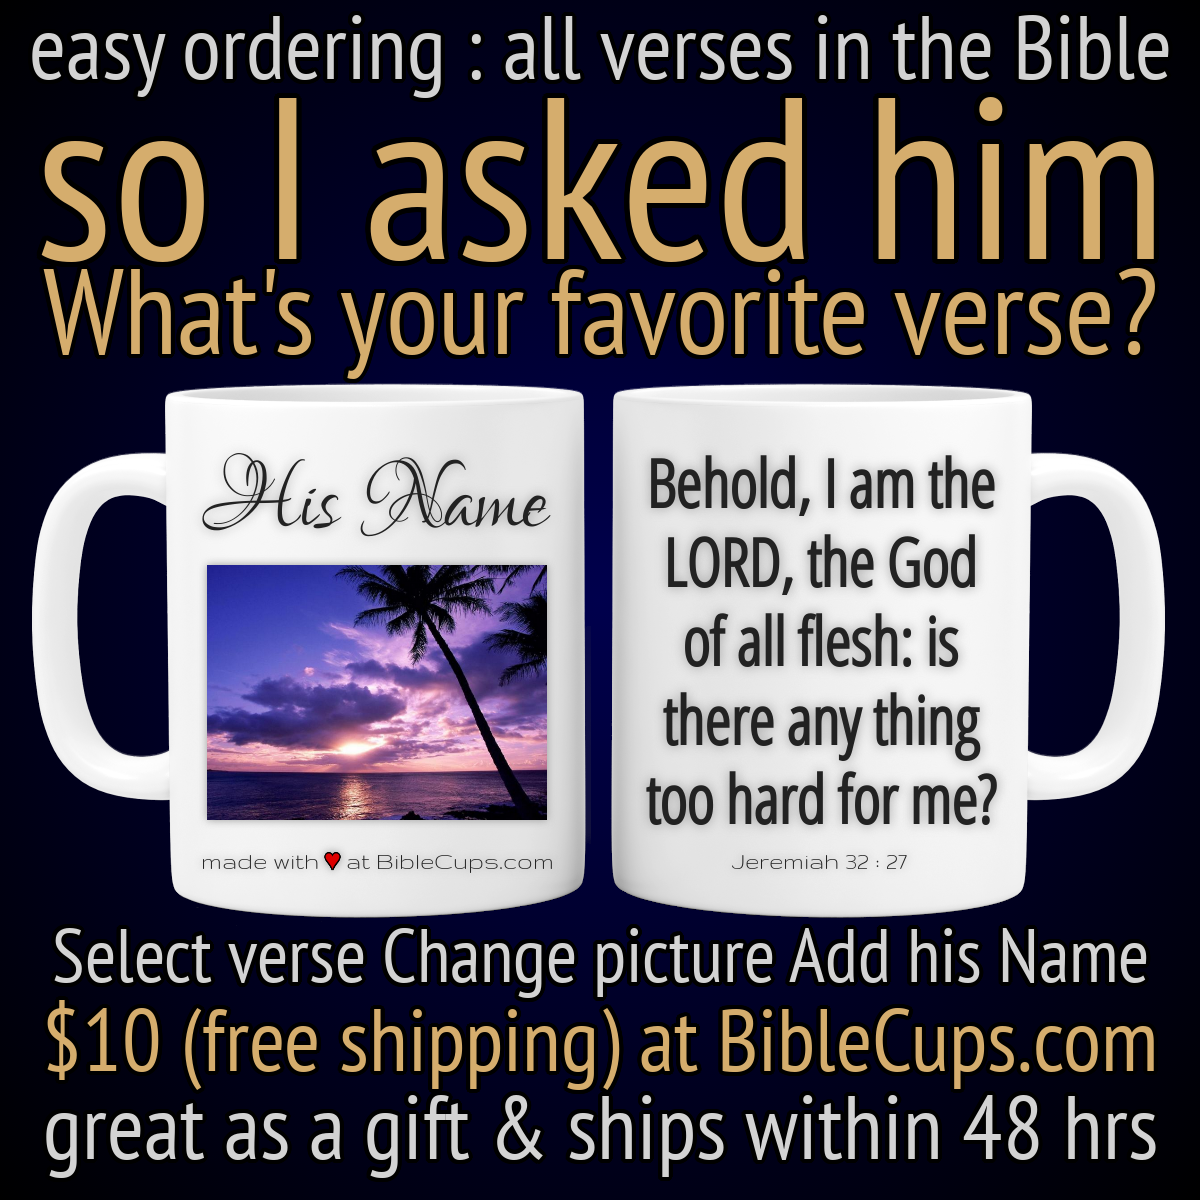 easy ordering : all verses in the Bible
so I asked him
What's your favorite verse?
His Name
made with ❤ at BibleCups.com
Behold, I am the
LORD, the God
of all flesh: is
there any thing
too hard for me?
Jeremiah 32 : 27
Select verse Change picture Add his Name
$10 (free shipping) at BibleCups.com
great as a gift & ships within 48 hrs